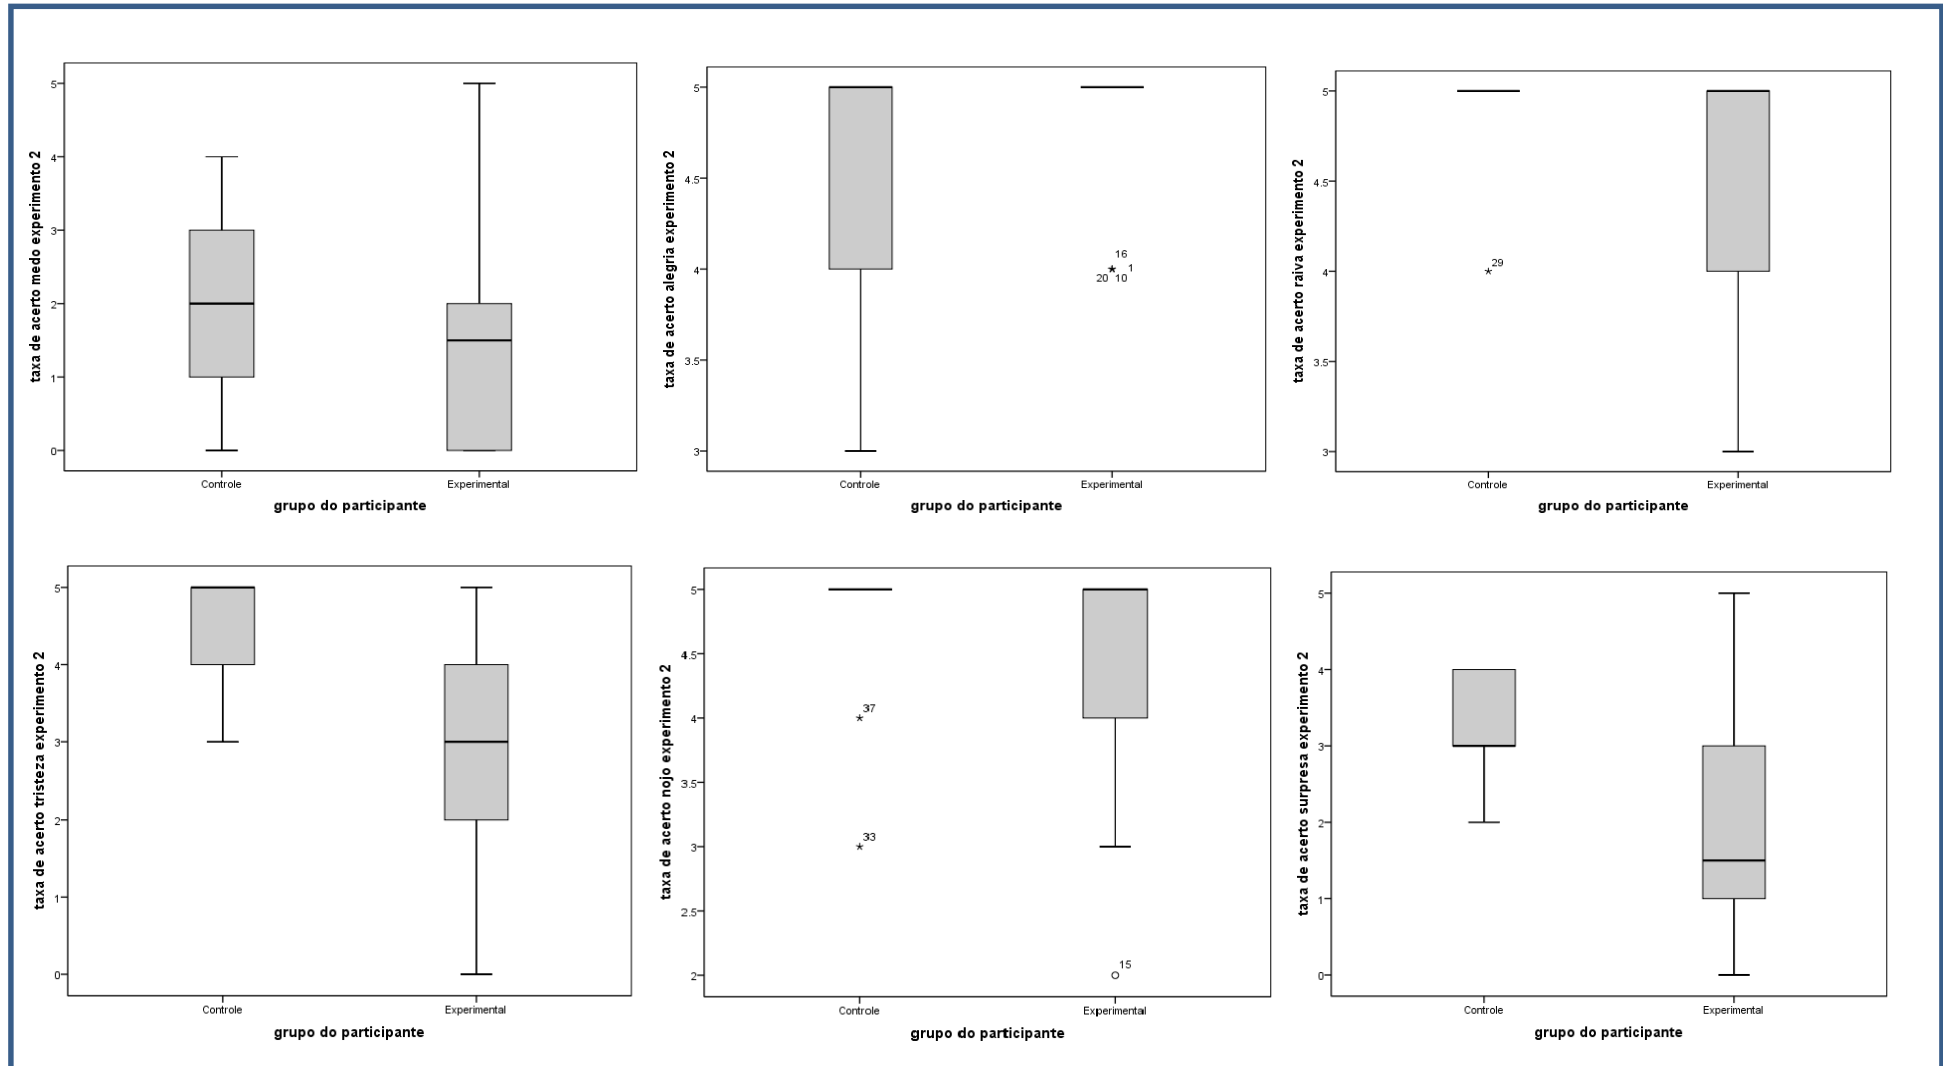 taxa de acerto medo experimento 2
5
4
3
2
1
0
Controle Experimental
grupo do participante
taxa de acerto alegria experimento 2
5
4.5
4
3.5
3
16
1
20 10
Controle Experimental
grupo do participante
taxa de acerto raiva experimento 2
5
4.5
4
3.5
3
29
Controle Experimental
grupo do participante
taxa de acerto tristeza experimento 2
5
4
3
2
1
0
Controle Experimental
grupo do participante
taxa de acerto nojo experimento 2
5
4.5
4
3.5
3
2.5
2
37
33
15
Controle Experimental
grupo do participante
taxa de acerto surpresa experimento 2
5
4
3
2
1
0
Controle Experimental
grupo do participante